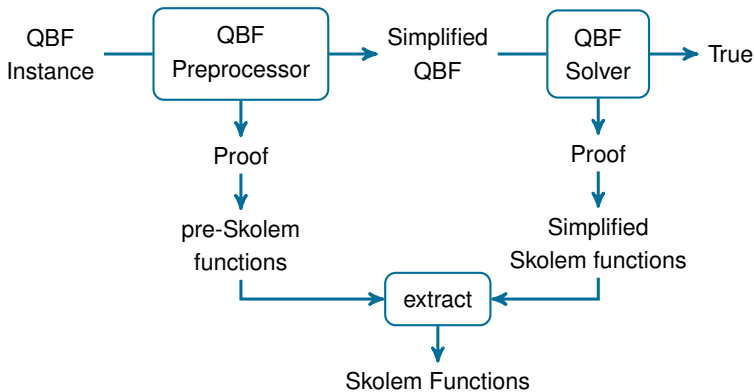 QBF
Instance
QBF
Preprocessor
Simplified
QBF
QBF
Solver
True
Proof
Proof
pre-Skolem
functions
Simplified
Skolem functions
extract
Skolem Functions